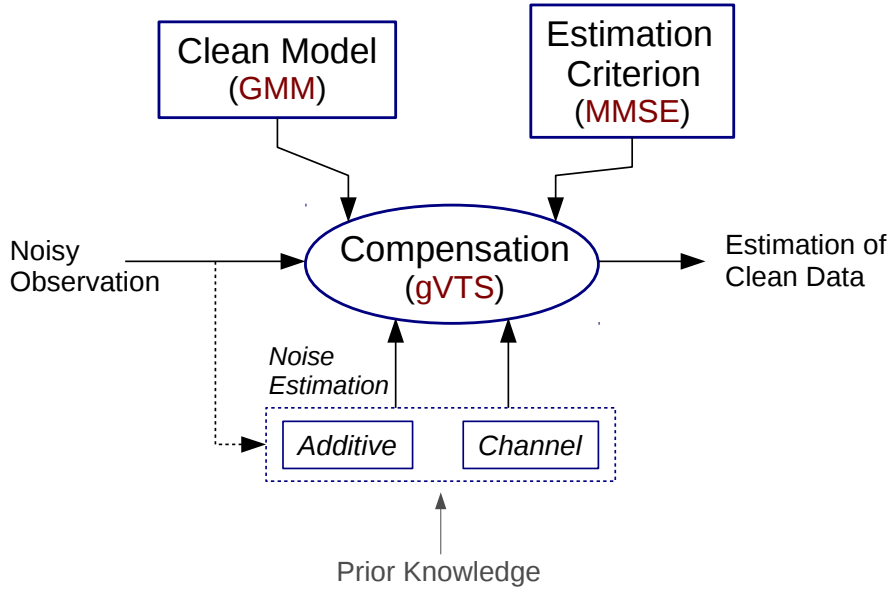 Clean Model
(GMM)
Estimation
Criterion
(MMSE)
Noisy
Observation
Compensation
(gVTS)
Estimation of
Clean Data
Noise
Estimation
Additive
Channel
Prior Knowledge